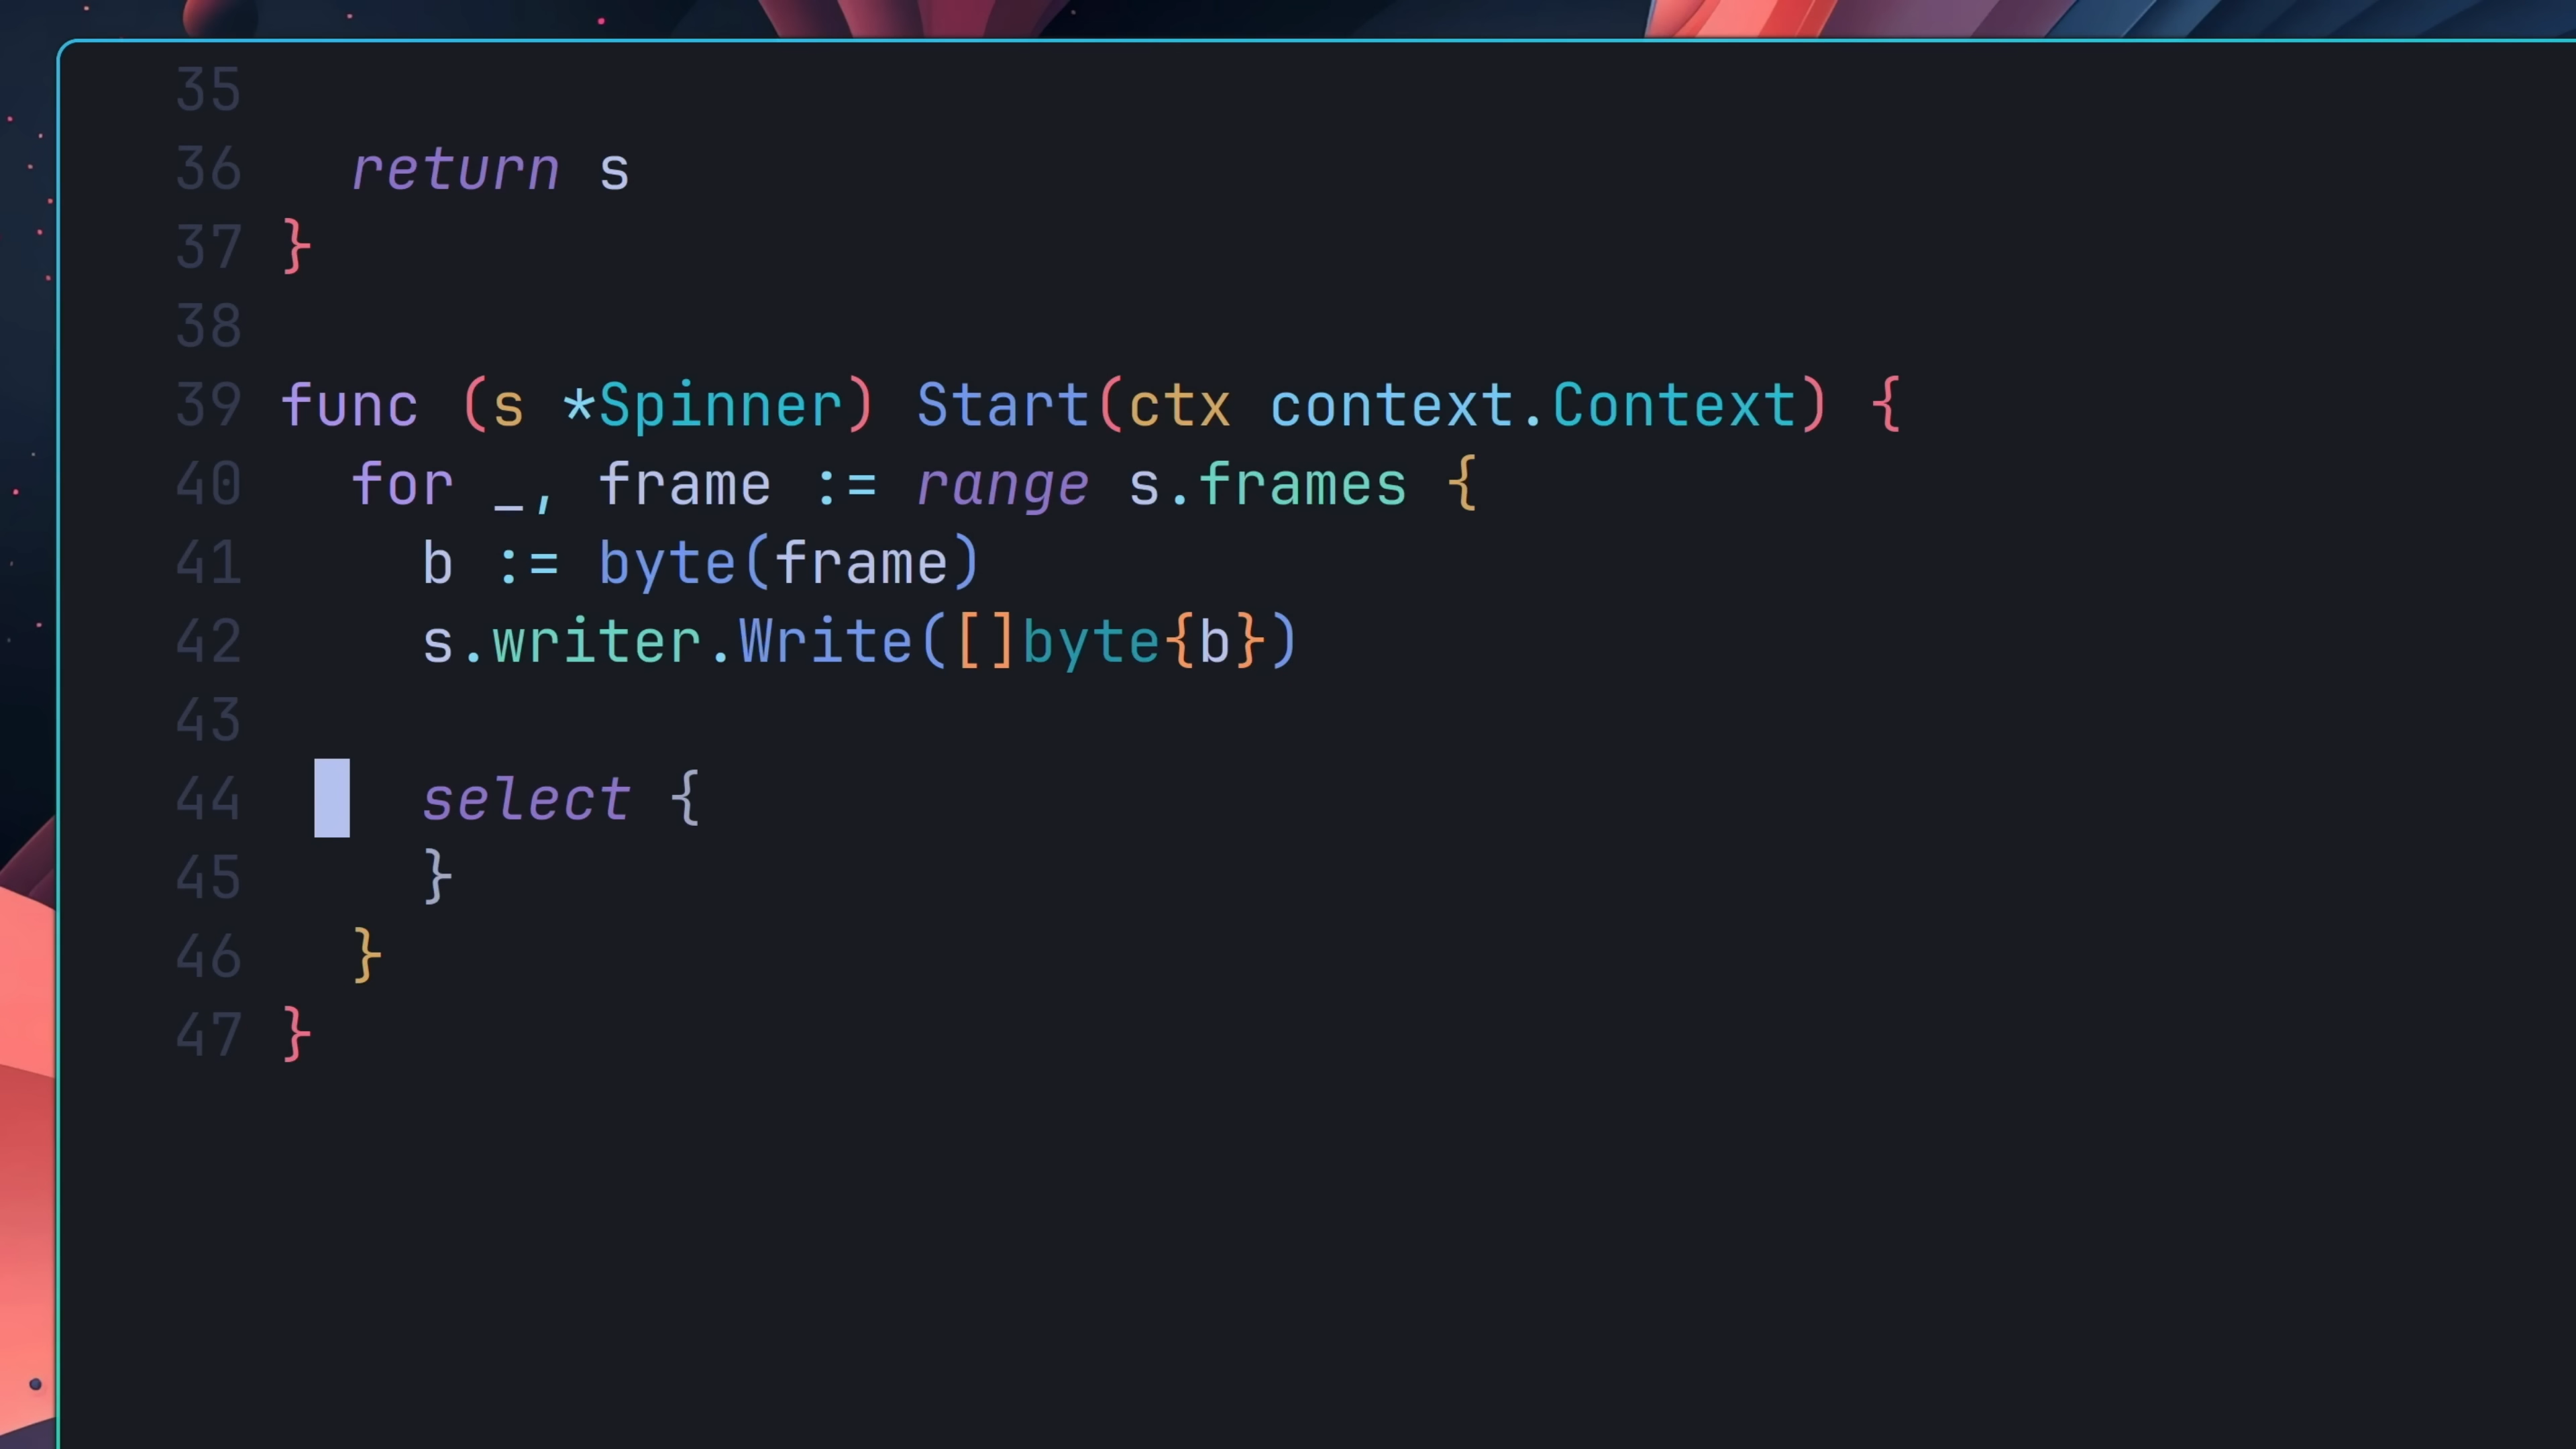 35
36 return s
37 }
38
39 func (s *Spinner) Start(ctx context.Context) {
40 for _, frame := range s.frames {
41 b := byte(frame)
42 s.writer.Write([]byte{b})
43
44 select {
45 }
46 }
47 }